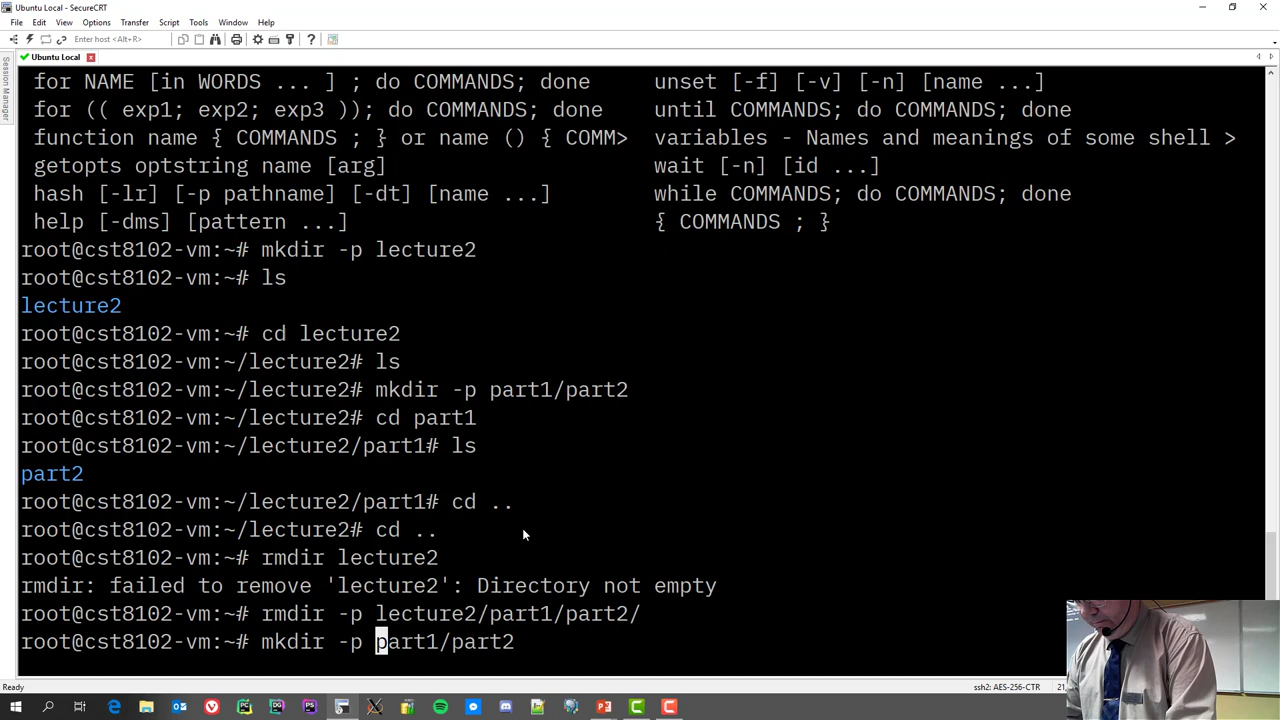 Ubuntu Local - SecureCRT
File Edit View Options Transfer Script Tools Window Help
Enter host <Alt+R>
Ubuntu Local
Session Manager
for NAME [in WORDS ... ] ; do COMMANDS; done unset [-f] [-v] [-n] [name ...]
for (( exp1; exp2; exp3 )); do COMMANDS; done until COMMANDS; do COMMANDS; done
function name { COMMANDS ; } or name () { COMM> variables - Names and meanings of some shell >
getopts optstring name [arg] wait [-n] [id ...]
hash [-lr] [-p pathname] [-dt] [name ...] while COMMANDS; do COMMANDS; done
help [-dms] [pattern ...] { COMMANDS ; }
root@cst8102-vm:~# mkdir -p lecture2
root@cst8102-vm:~# ls
lecture2
root@cst8102-vm:~# cd lecture2
root@cst8102-vm:~/lecture2# ls
root@cst8102-vm:~/lecture2# mkdir -p part1/part2
root@cst8102-vm:~/lecture2# cd part1
root@cst8102-vm:~/lecture2/part1# ls
part2
root@cst8102-vm:~/lecture2/part1# cd ..
root@cst8102-vm:~/lecture2# cd ..
root@cst8102-vm:~# rmdir lecture2
rmdir: failed to remove 'lecture2': Directory not empty
root@cst8102-vm:~# rmdir -p lecture2/part1/part2/
root@cst8102-vm:~# mkdir -p part1/part2
Ready ssh2: AES-256-CTR 21,